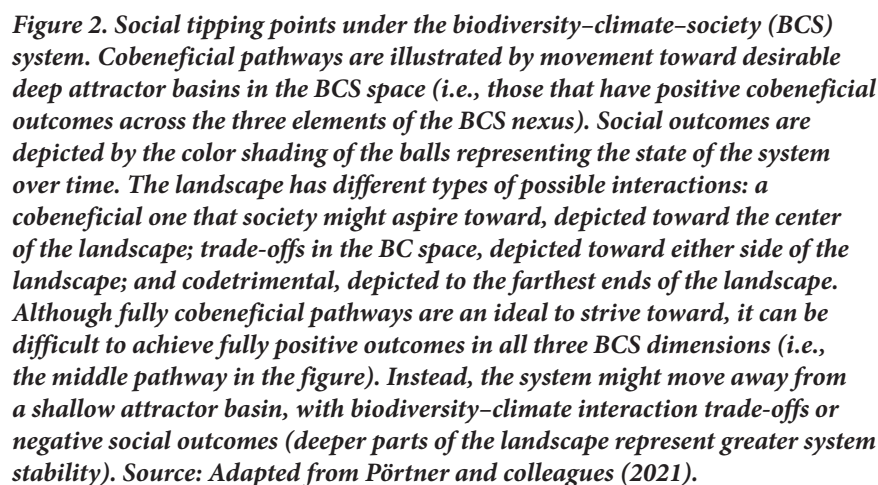 Figure 2. Social tipping points under the biodiversity–climate–society (BCS)
system. Cobeneficial pathways are illustrated by movement toward desirable
deep attractor basins in the BCS space (i.e., those that have positive cobeneficial
outcomes across the three elements of the BCS nexus). Social outcomes are
depicted by the color shading of the balls representing the state of the system
over time. The landscape has different types of possible interactions: a
cobeneficial one that society might aspire toward, depicted toward the center
of the landscape; trade-offs in the BC space, depicted toward either side of the
landscape; and codetrimental, depicted to the farthest ends of the landscape.
Although fully cobeneficial pathways are an ideal to strive toward, it can be
difficult to achieve fully positive outcomes in all three BCS dimensions (i.e.,
the middle pathway in the figure). Instead, the system might move away from
a shallow attractor basin, with biodiversity–climate interaction trade-offs or
negative social outcomes (deeper parts of the landscape represent greater system
stability). Source: Adapted from Pörtner and colleagues (2021).